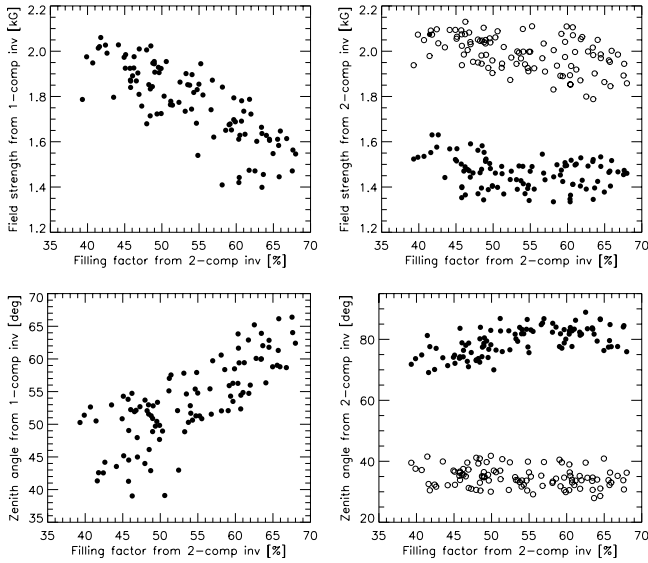 Field strength from 1-comp inv [kG]
2.2
2.0
1.8
1.6
1.4
1.2
35 40 45 50 55 60 65 70
Filling factor from 2-comp inv [%]
Field strength from 2-comp inv [kG]
2.2
2.0
1.8
1.6
1.4
1.2
35 40 45 50 55 60 65 70
Filling factor from 2-comp inv [%]
Zenith angle from 1-comp inv [deg]
70
65
60
55
50
45
40
35
35 40 45 50 55 60 65 70
Filling factor from 2-comp inv [%]
Zenith angle from 2-comp inv [deg]
80
60
40
20
35 40 45 50 55 60 65 70
Filling factor from 2-comp inv [%]